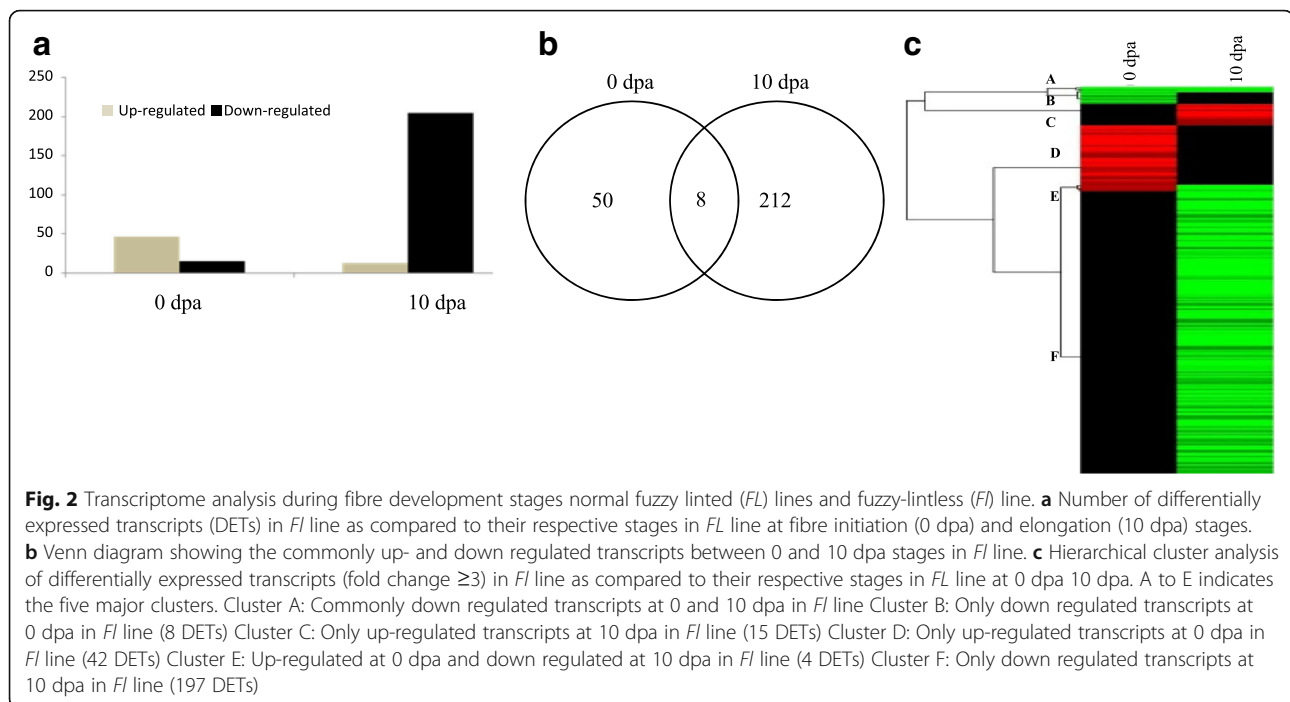 a
250
200
150
100
50
0
Up-regulated Down-regulated
0 dpa
10 dpa
b
0 dpa
10 dpa
50
8
212
c
0 dpa
10 dpa
A
B
C
D
E
F
Fig. 2 Transcriptome analysis during fibre development stages normal fuzzy linted (FL) lines and fuzzy-lintless (Fl) line. a Number of differentially
expressed transcripts (DETs) in Fl line as compared to their respective stages in FL line at fibre initiation (0 dpa) and elongation (10 dpa) stages.
b Venn diagram showing the commonly up- and down regulated transcripts between 0 and 10 dpa stages in Fl line. c Hierarchical cluster analysis
of differentially expressed transcripts (fold change ≥3) in Fl line as compared to their respective stages in FL line at 0 dpa 10 dpa. A to E indicates
the five major clusters. Cluster A: Commonly down regulated transcripts at 0 and 10 dpa in Fl line Cluster B: Only down regulated transcripts at
0 dpa in Fl line (8 DETs) Cluster C: Only up-regulated transcripts at 10 dpa in Fl line (15 DETs) Cluster D: Only up-regulated transcripts at 0 dpa in
Fl line (42 DETs) Cluster E: Up-regulated at 0 dpa and down regulated at 10 dpa in Fl line (4 DETs) Cluster F: Only down regulated transcripts at
10 dpa in Fl line (197 DETs)